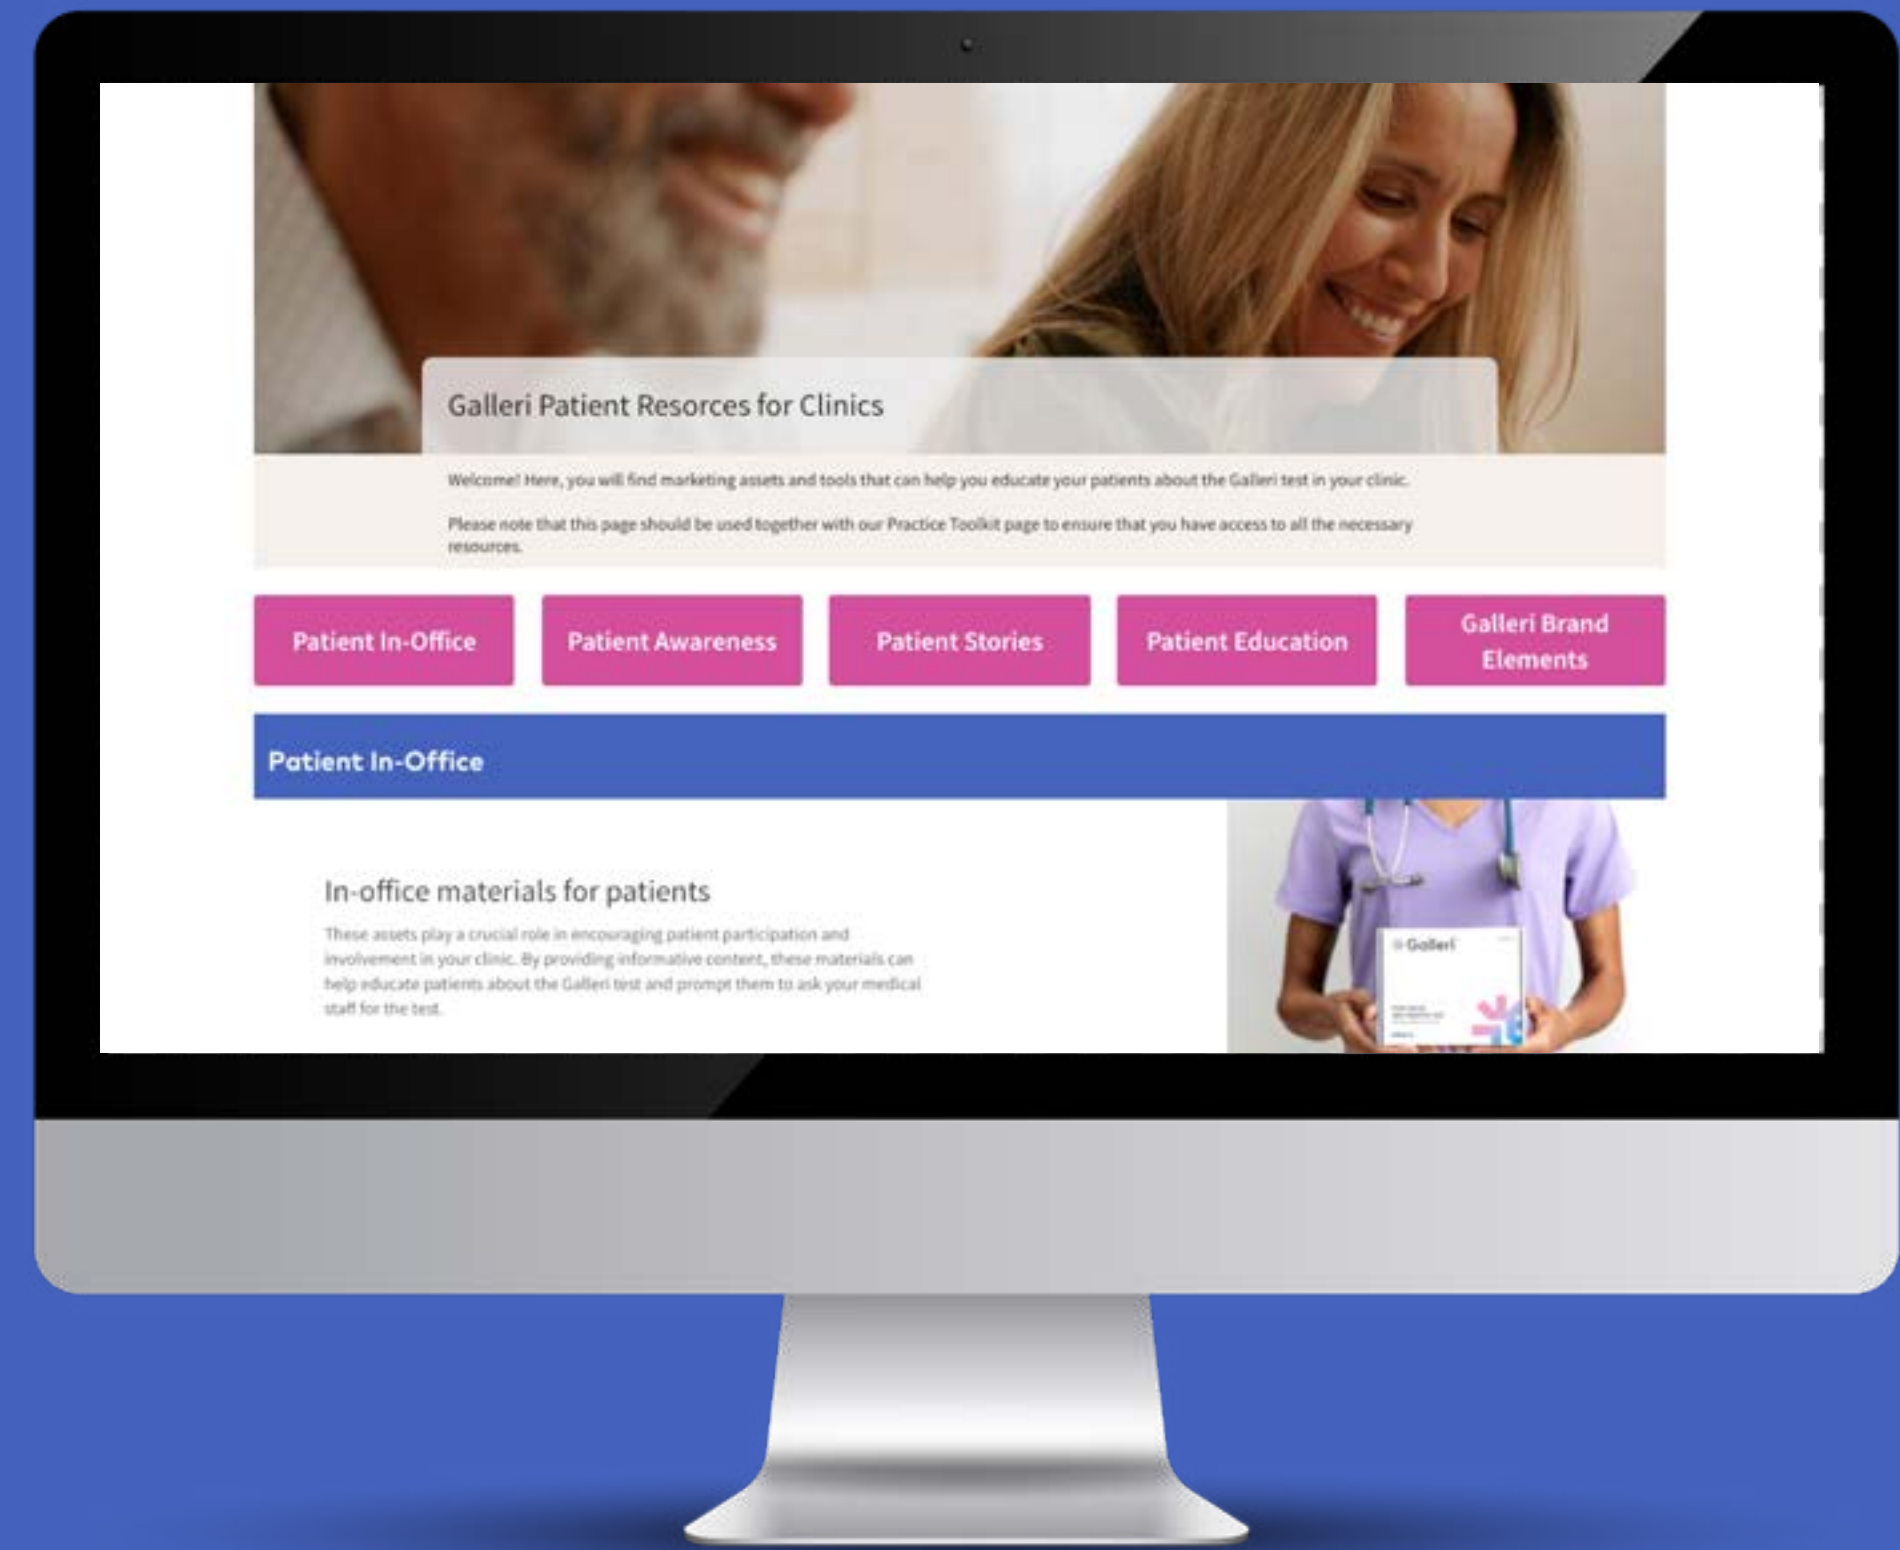 Galleri Patient Resorces for Clinics
Welcome! Here, you will find marketing assets and tools that can help you educate your patients about the Galleri test in your clinic.
Please note that this page should be used together with our Practice Toolkit page to ensure that you have access to all the necessary
resources.
Patient In-Office
Patient Awareness
Patient Stories
Patient Education
Galleri Brand
Elements
Patient In-Office
In-office materials for patients
These assets play a crucial role in encouraging patient participation and
involvement in your clinic. By providing informative content, these materials can
help educate patients about the Galleri test and prompt them to ask your medical
staff for the test.
Galleri